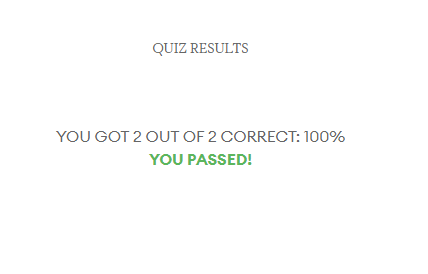 QUIZ RESULTS
YOU GOT 2 OUT OF 2 CORRECT: 100%
YOU PASSED!